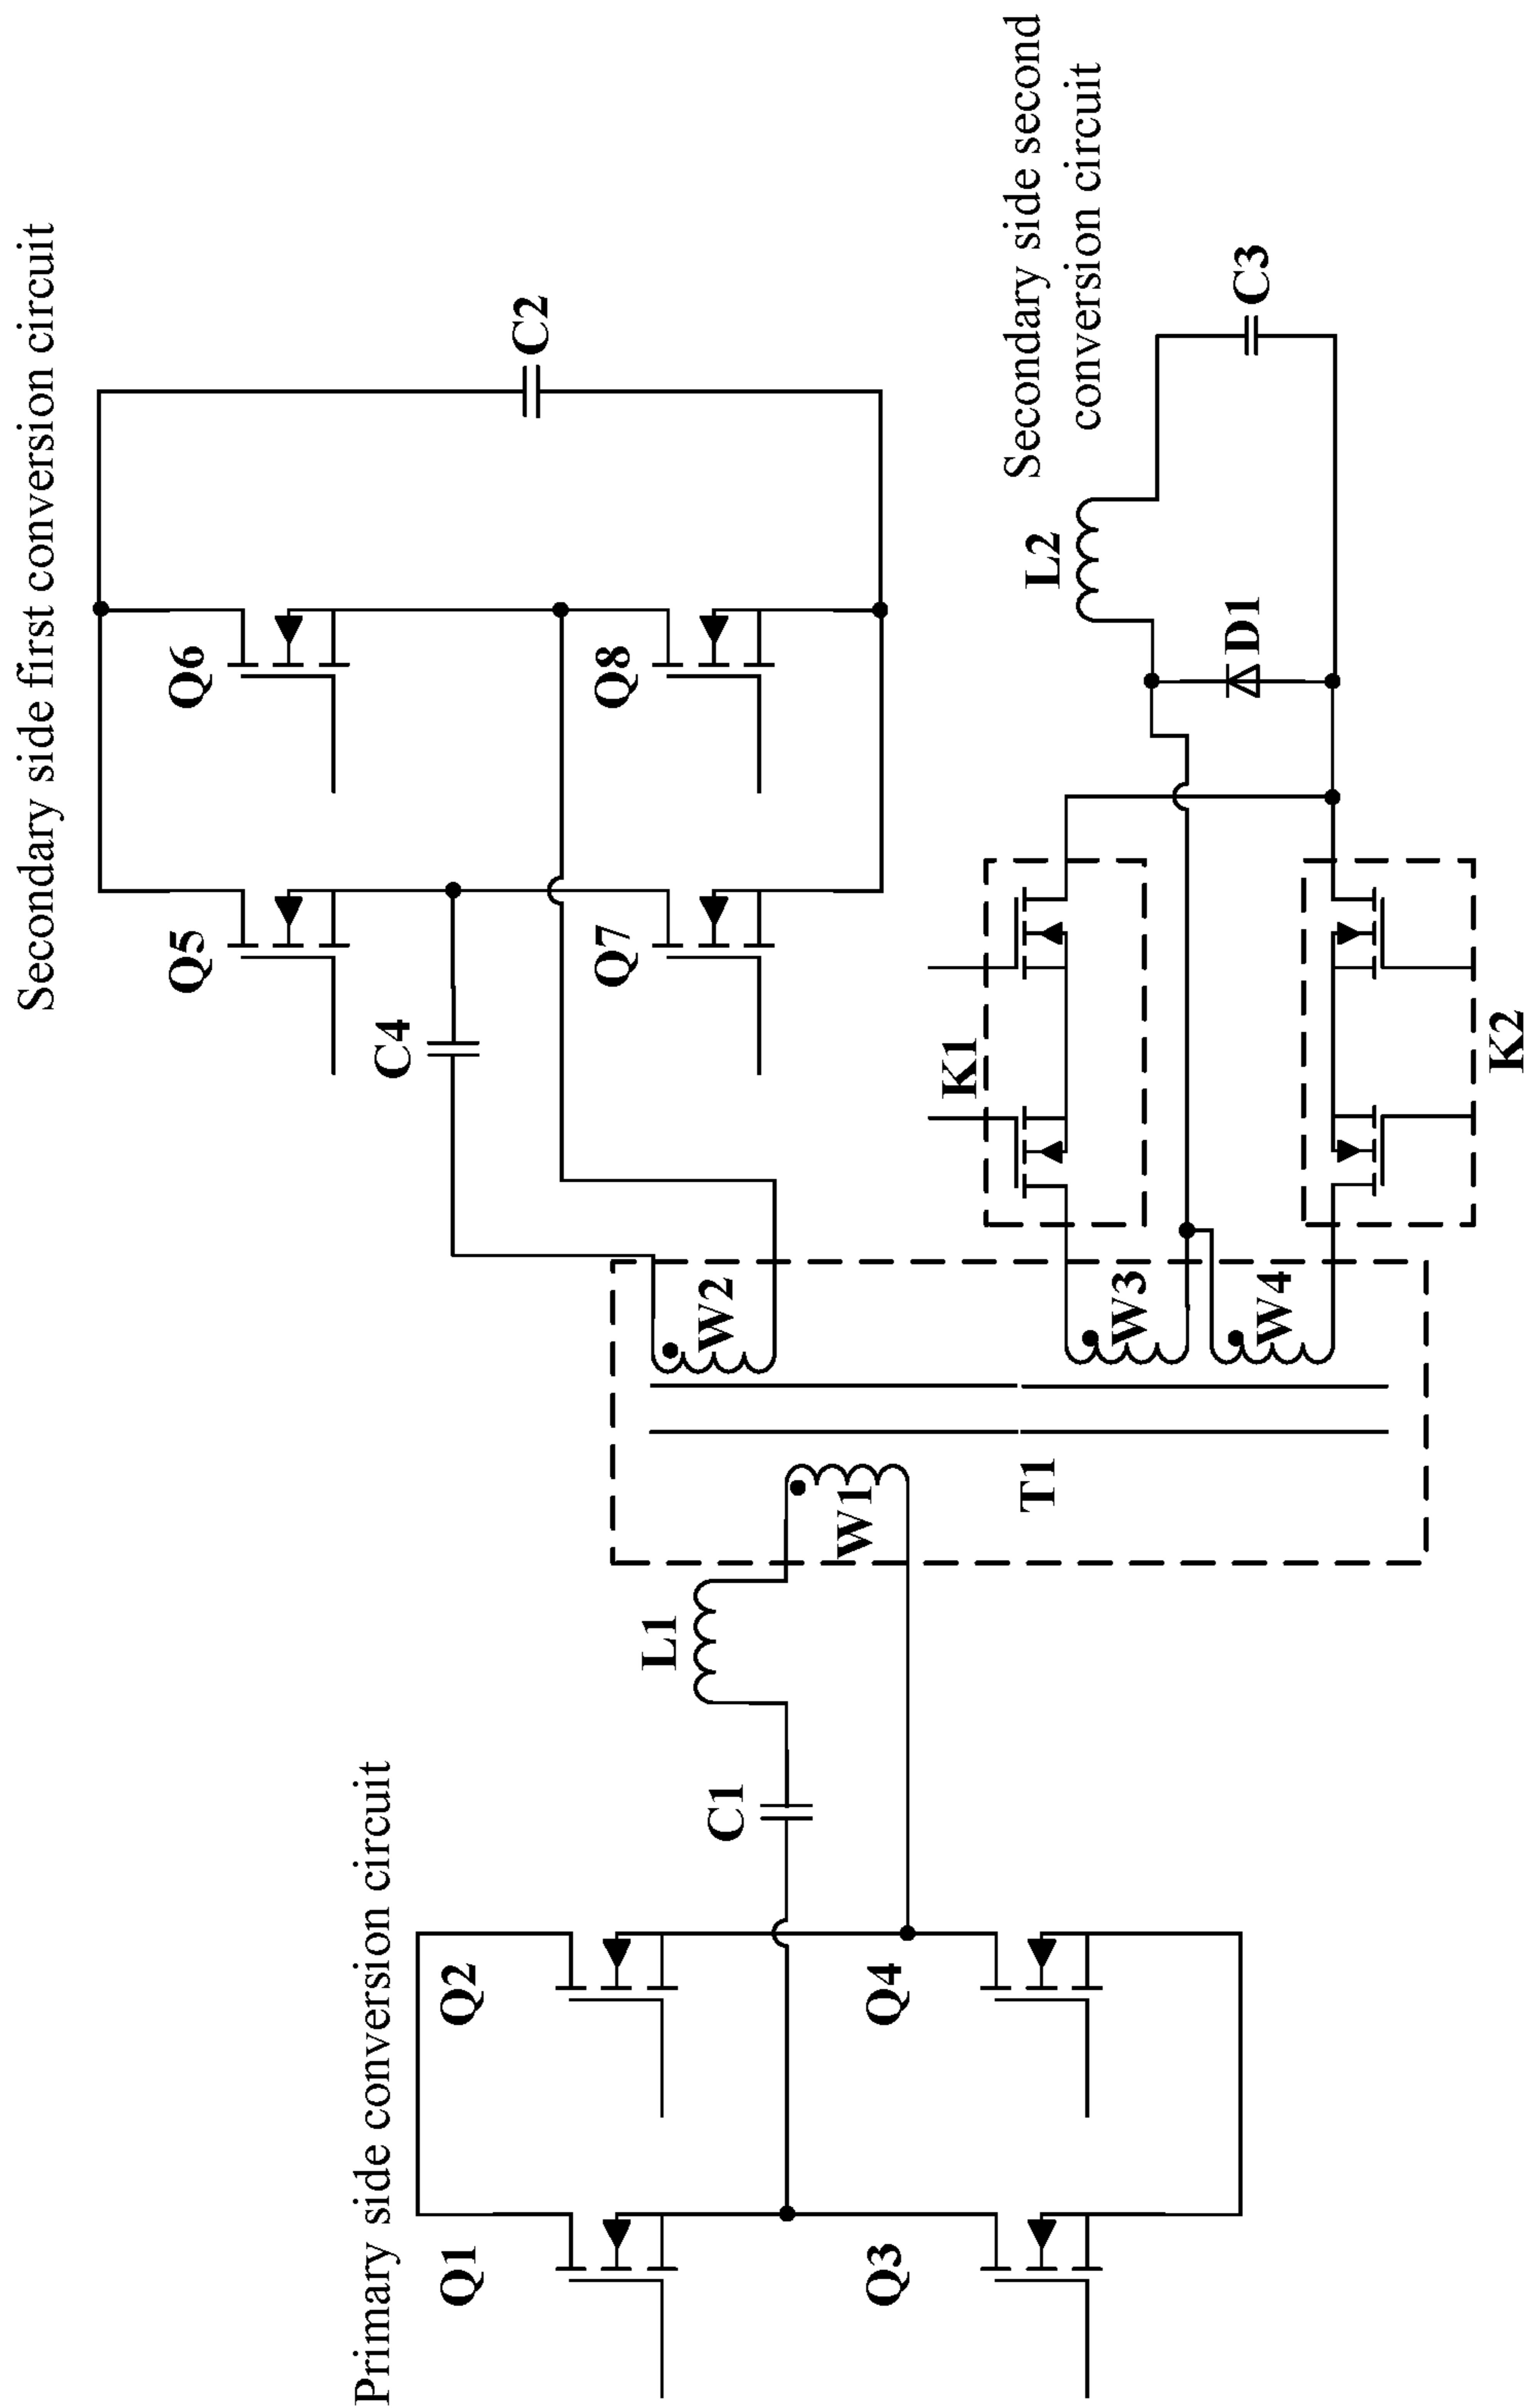 Primary side conversion circuit
Q1
Q2
Q3
Q4
C1
L1
W1
T1
W2
W3
W4
Secondary side first conversion circuit
C4
Q5
Q6
Q7
Q8
C2
K1
K2
Secondary side second
conversion circuit
L2
D1
C3